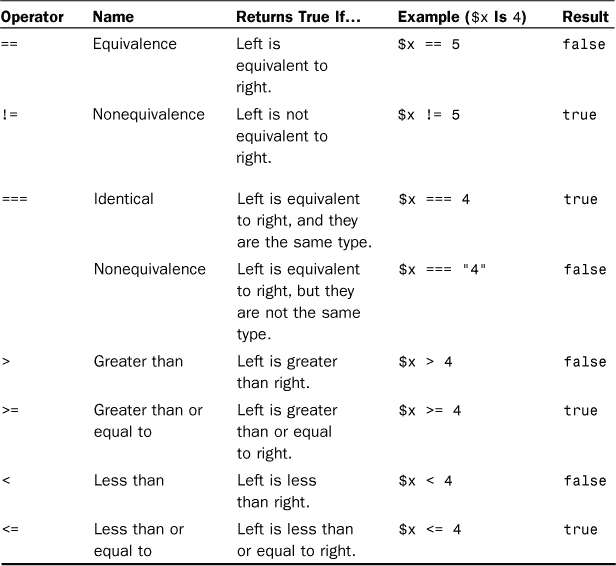 Operator Name Returns True If… Example ($x Is 4) Result
== Equivalence Left is $x == 5 false
equivalent to
right.
!= Nonequivalence Left is not $x != 5 true
equivalent to
right.
=== Identical Left is equivalent $x === 4 true
to right, and they
are the same type.
Nonequivalence Left is equivalent $x === "4" false
to right, but they
are not the same
type.
> Greater than Left is greater $x > 4 false
than right.
>= Greater than or Left is greater $x >= 4 true
equal to than or equal
to right.
< Less than Left is less $x < 4 false
than right.
<= Less than or Left is less than $x <= 4 true
equal to or equal to right.